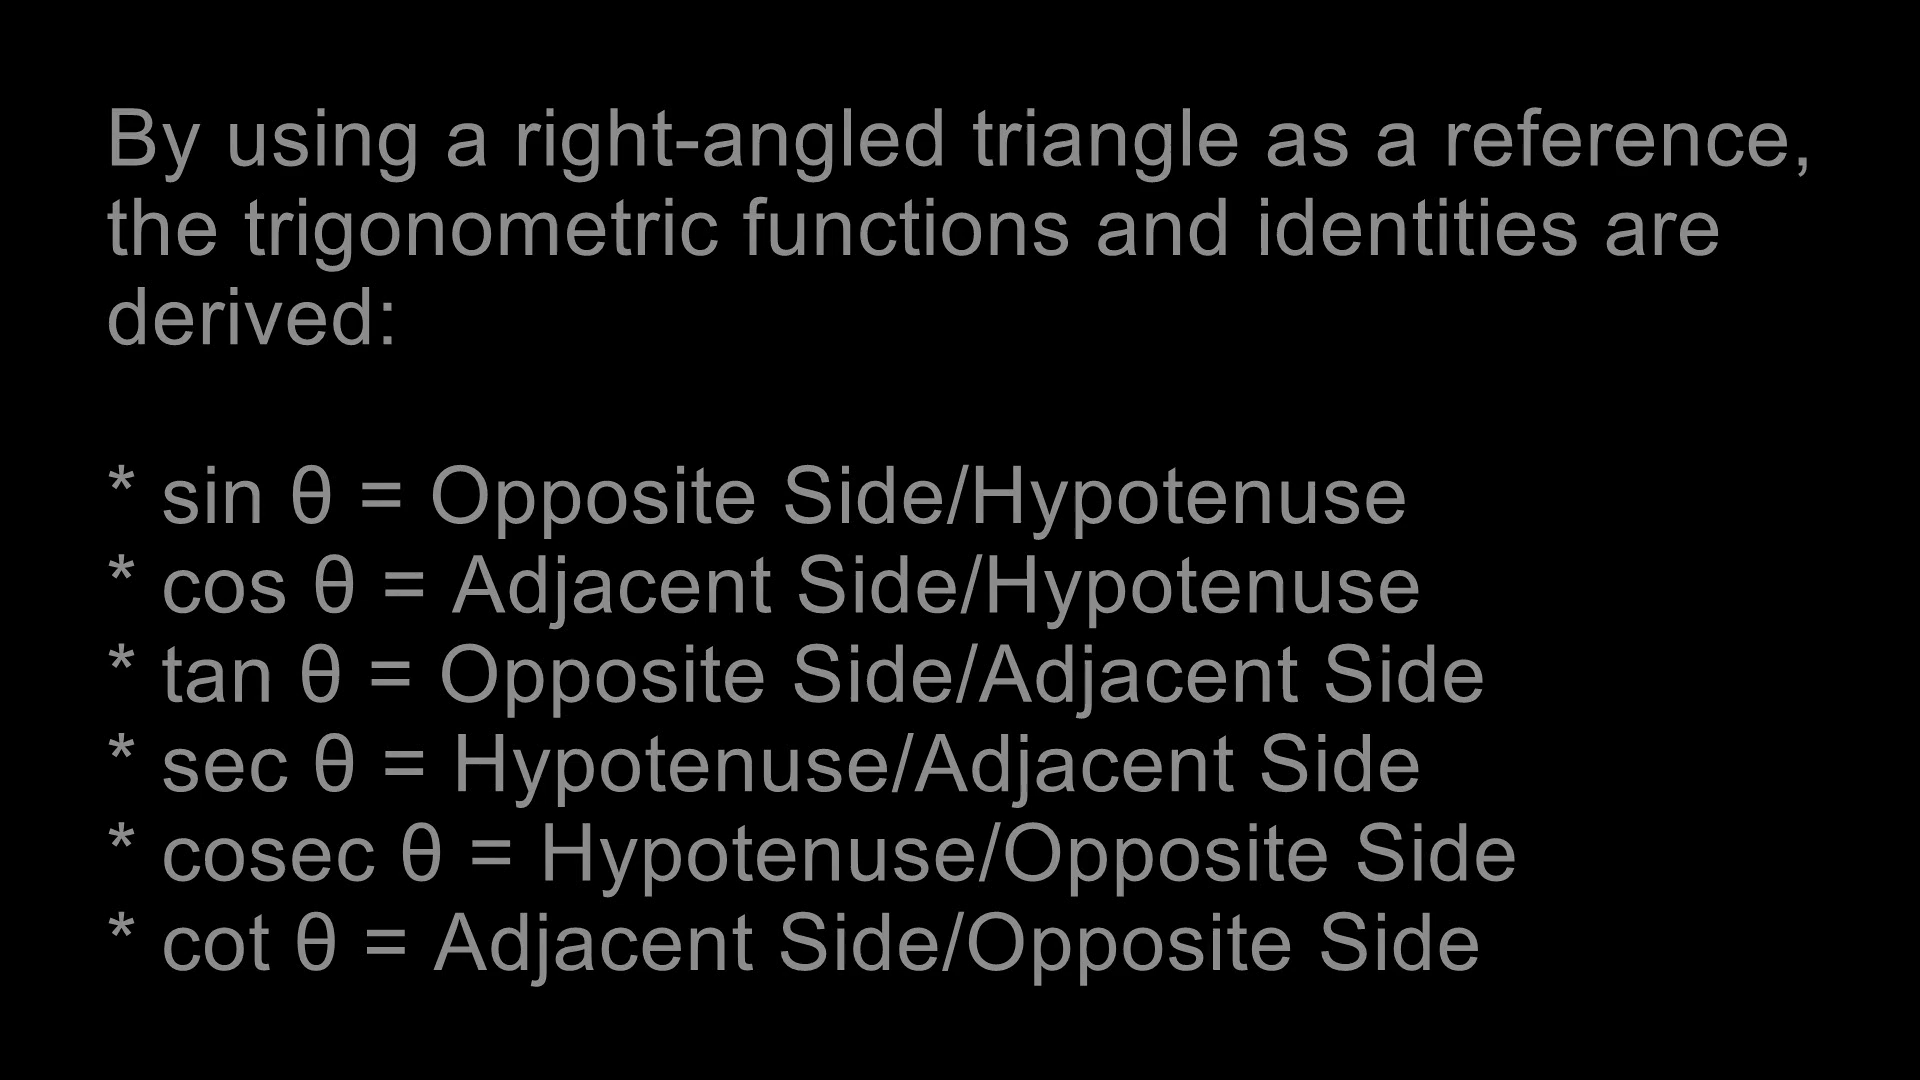 By using a right-angled triangle as a reference,
the trigonometric functions and identities are
derived:
* sin θ = Opposite Side/Hypotenuse
* cos θ = Adjacent Side/Hypotenuse
* tan θ = Opposite Side/Adjacent Side
* sec θ = Hypotenuse/Adjacent Side
* cosec θ = Hypotenuse/Opposite Side
* cot θ = Adjacent Side/Opposite Side